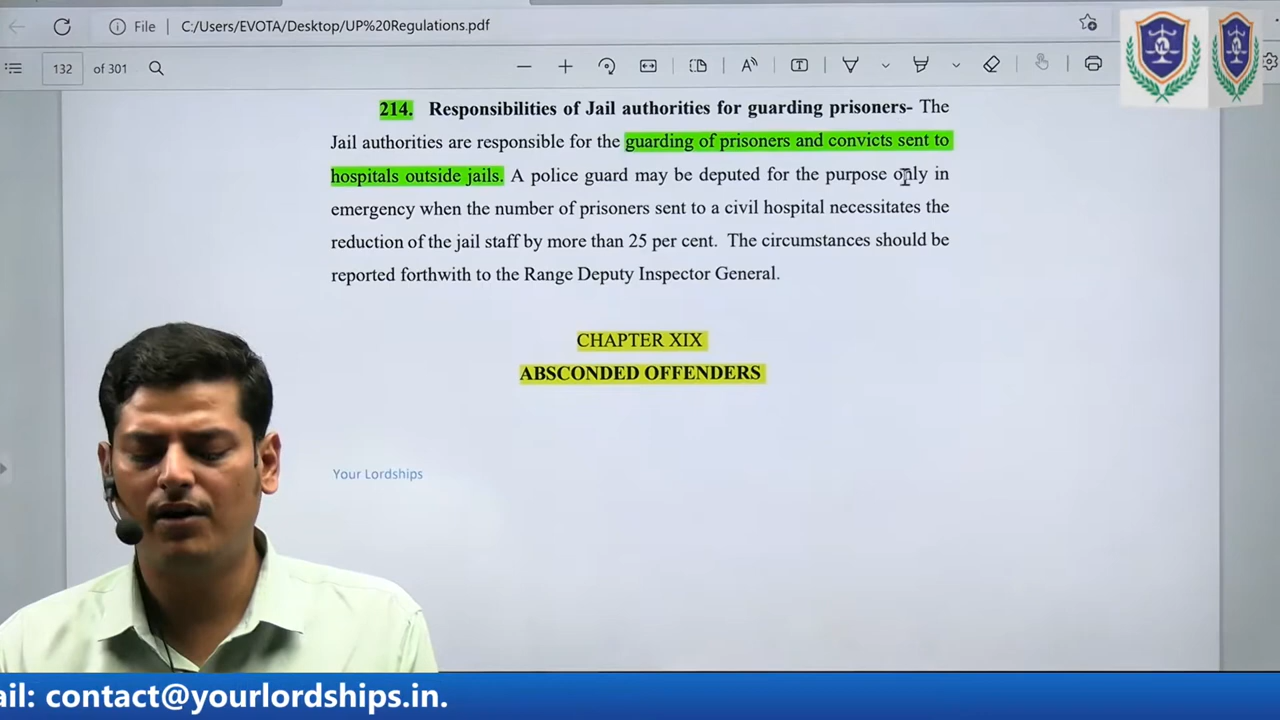 File
C:/Users/EVOTA/Desktop/UP%20Regulations.pdf
132 of 301
214. Responsibilities of Jail authorities for guarding prisoners- The
Jail authorities are responsible for the guarding of prisoners and convicts sent to
hospitals outside jails. A police guard may be deputed for the purpose only in
emergency when the number of prisoners sent to a civil hospital necessitates the
reduction of the jail staff by more than 25 per cent. The circumstances should be
reported forthwith to the Range Deputy Inspector General.
CHAPTER XIX
ABSCONDED OFFENDERS
Your Lordships
ail: contact@yourlordships.in.